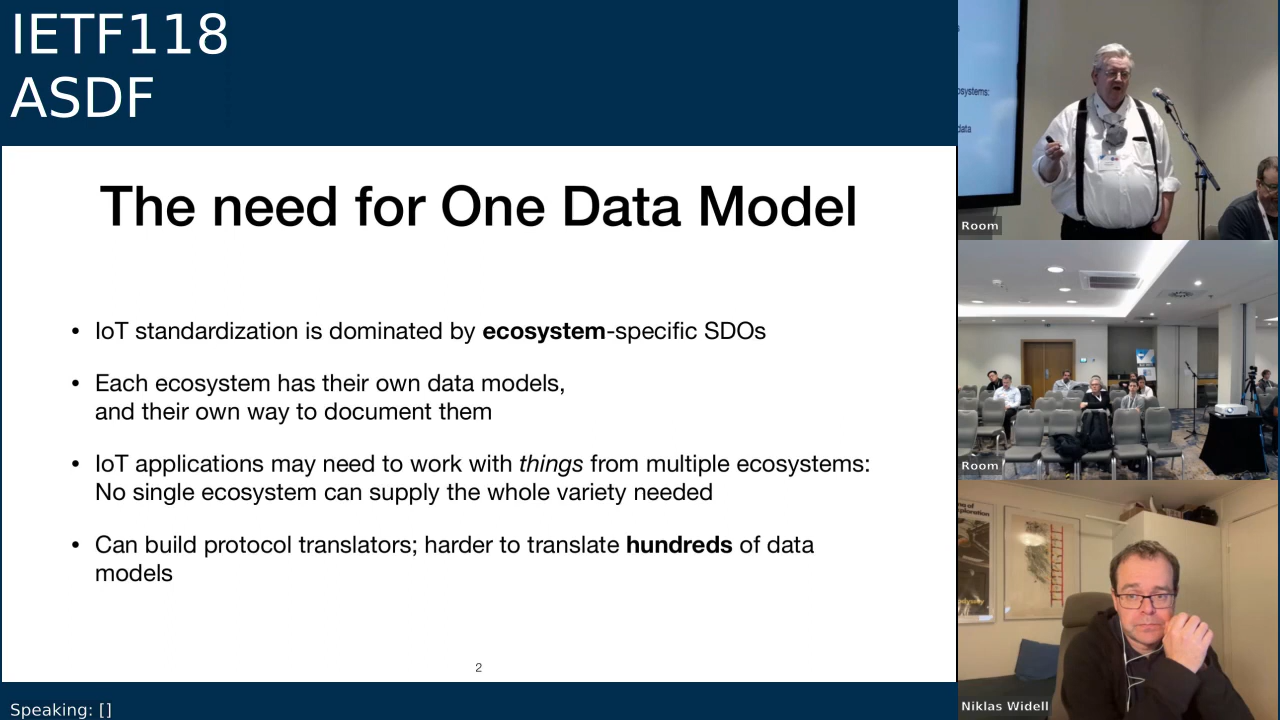 IETF118
ASDF
The need for One Data Model
• IoT standardization is dominated by ecosystem-specific SDOs
• Each ecosystem has their own data models,
and their own way to document them
• IoT applications may need to work with things from multiple ecosystems:
No single ecosystem can supply the whole variety needed
• Can build protocol translators; harder to translate hundreds of data
models
2
Speaking: []
osystems:
data
Room
Room
Niklas Widell